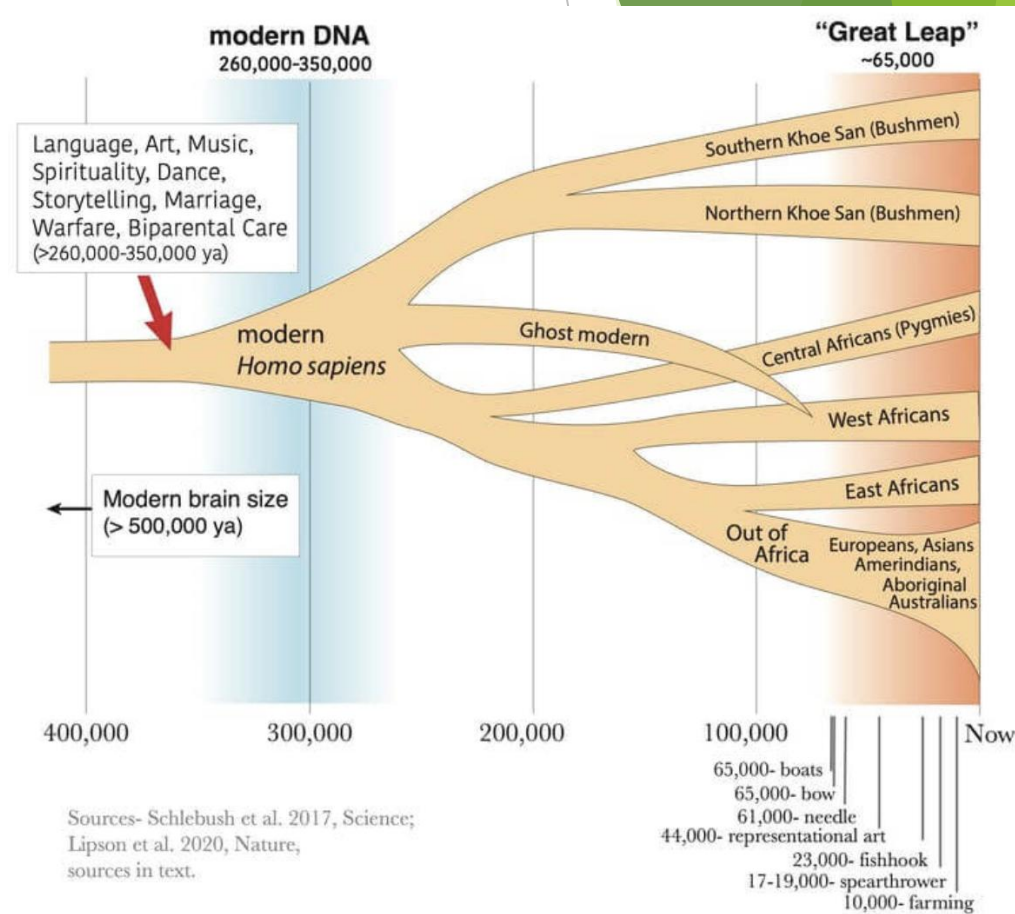 modern DNA
260,000-350,000
“Great Leap”
~65,000
Language, Art, Music,
Spirituality, Dance,
Storytelling, Marriage,
Warfare, Biparental Care
(>260,000-350,000 ya)
Southern Khoe San (Bushmen)
Northern Khoe San (Bushmen)
modern
Homo sapiens
Ghost modern
Central Africans (Pygmies)
West Africans
East Africans
Modern brain size
(> 500,000 ya)
Out of
Africa
Europeans, Asians
Amerindians,
Aboriginal
Australians
400,000
300,000
200,000
100,000
Now
65,000- boats
65,000- bow
61,000- needle
44,000- representational art
23,000- fishhook
17-19,000- spearthrower
10,000- farming
Sources- Schlebush et al. 2017, Science;
Lipson et al. 2020, Nature,
sources in text.